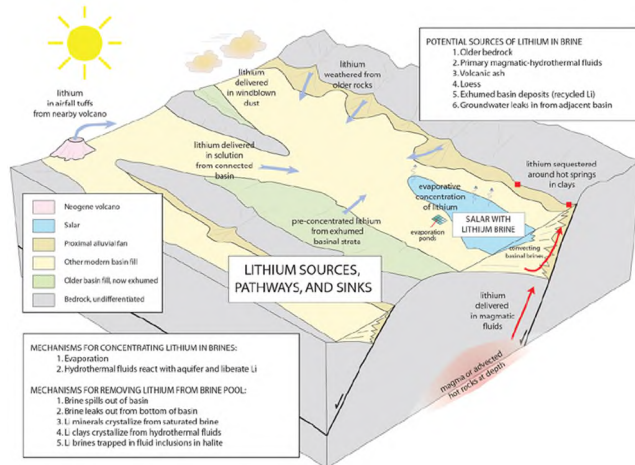 lithium
in airfall tuffs
from nearby volcano
lithium
delivered
in windblown
dust
lithium
weathered from
older rocks
POTENTIAL SOURCES OF LITHIUM IN BRINE
1. Older bedrock
2. Primary magmatic-hydrothermal fluids
3. Volcanic ash
4. Loess
5. Exhumed basin deposits (recycled Li)
6. Groundwater leaks in from adjacent basin
lithium delivered
in solution
from connected
basin
lithium sequestered
around hot springs
in clays
evaporative
concentration
of lithium
pre-concentrated lithium
from exhumed
basinal strata
evaporation
ponds
SALAR WITH
LITHIUM BRINE
convecting
basinal brines
Neogene volcano
Salar
Proximal alluvial fan
Other modern basin fill
Older basin fill, now exhumed
Bedrock, undifferentiated
LITHIUM SOURCES,
PATHWAYS, AND SINKS
lithium
delivered
in magmatic
fluids
magma or advected
hot rocks at depth
MECHANISMS FOR CONCENTRATING LITHIUM IN BRINES:
1. Evaporation
2. Hydrothermal fluids react with aquifer and liberate Li
MECHANISMS FOR REMOVING LITHIUM FROM BRINE POOL:
1. Brine spills out of basin
2. Brine leaks out from bottom of basin
3. Li minerals crystallize from saturated brine
4. Li clays crystallize from hydrothermal fluids
5. Li brines trapped in fluid inclusions in halite